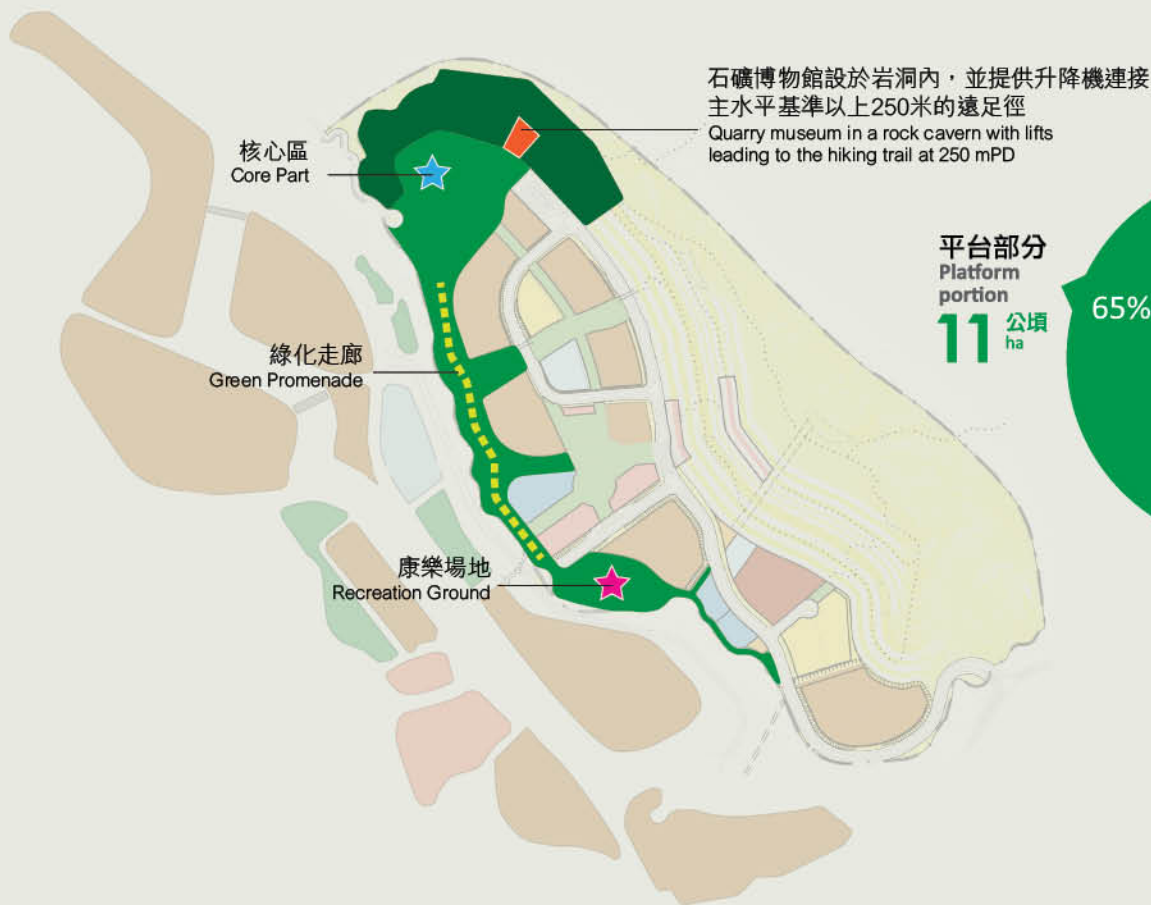 石礦博物館設於岩洞內，並提供升降機連接
主水平基準以上250米的遠足徑
Quarry museum in a rock cavern with lifts
leading to the hiking trail at 250 mPD
核心區
Core Part
平台部分
Platform
portion
11 公頃
ha
65%
綠化走廊
Green Promenade
康樂場地
Recreation Ground